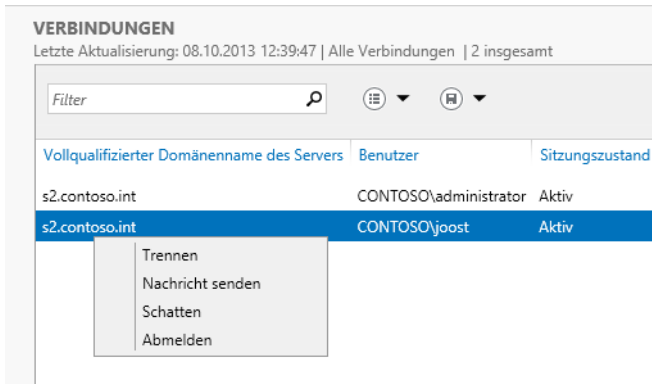 VERBINDUNGEN
Letzte Aktualisierung: 08.10.2013 12:39:47 | Alle Verbindungen | 2 insgesamt
Filter
Vollqualifizierter Domänenname des Servers Benutzer Sitzungszustand
s2.contoso.int CONTOSO\administrator Aktiv
s2.contoso.int CONTOSO\joost Aktiv
Trennen
Nachricht senden
Schatten
Abmelden